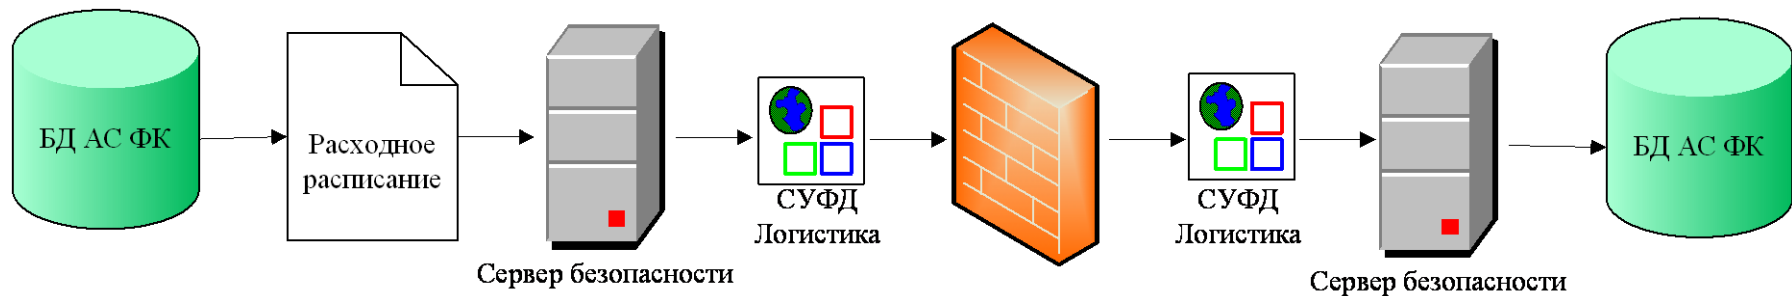 БД АС ФК
Расходное
расписание
Сервер безопасности
СУФД
Логистика
СУФД
Логистика
Сервер безопасности
БД АС ФК